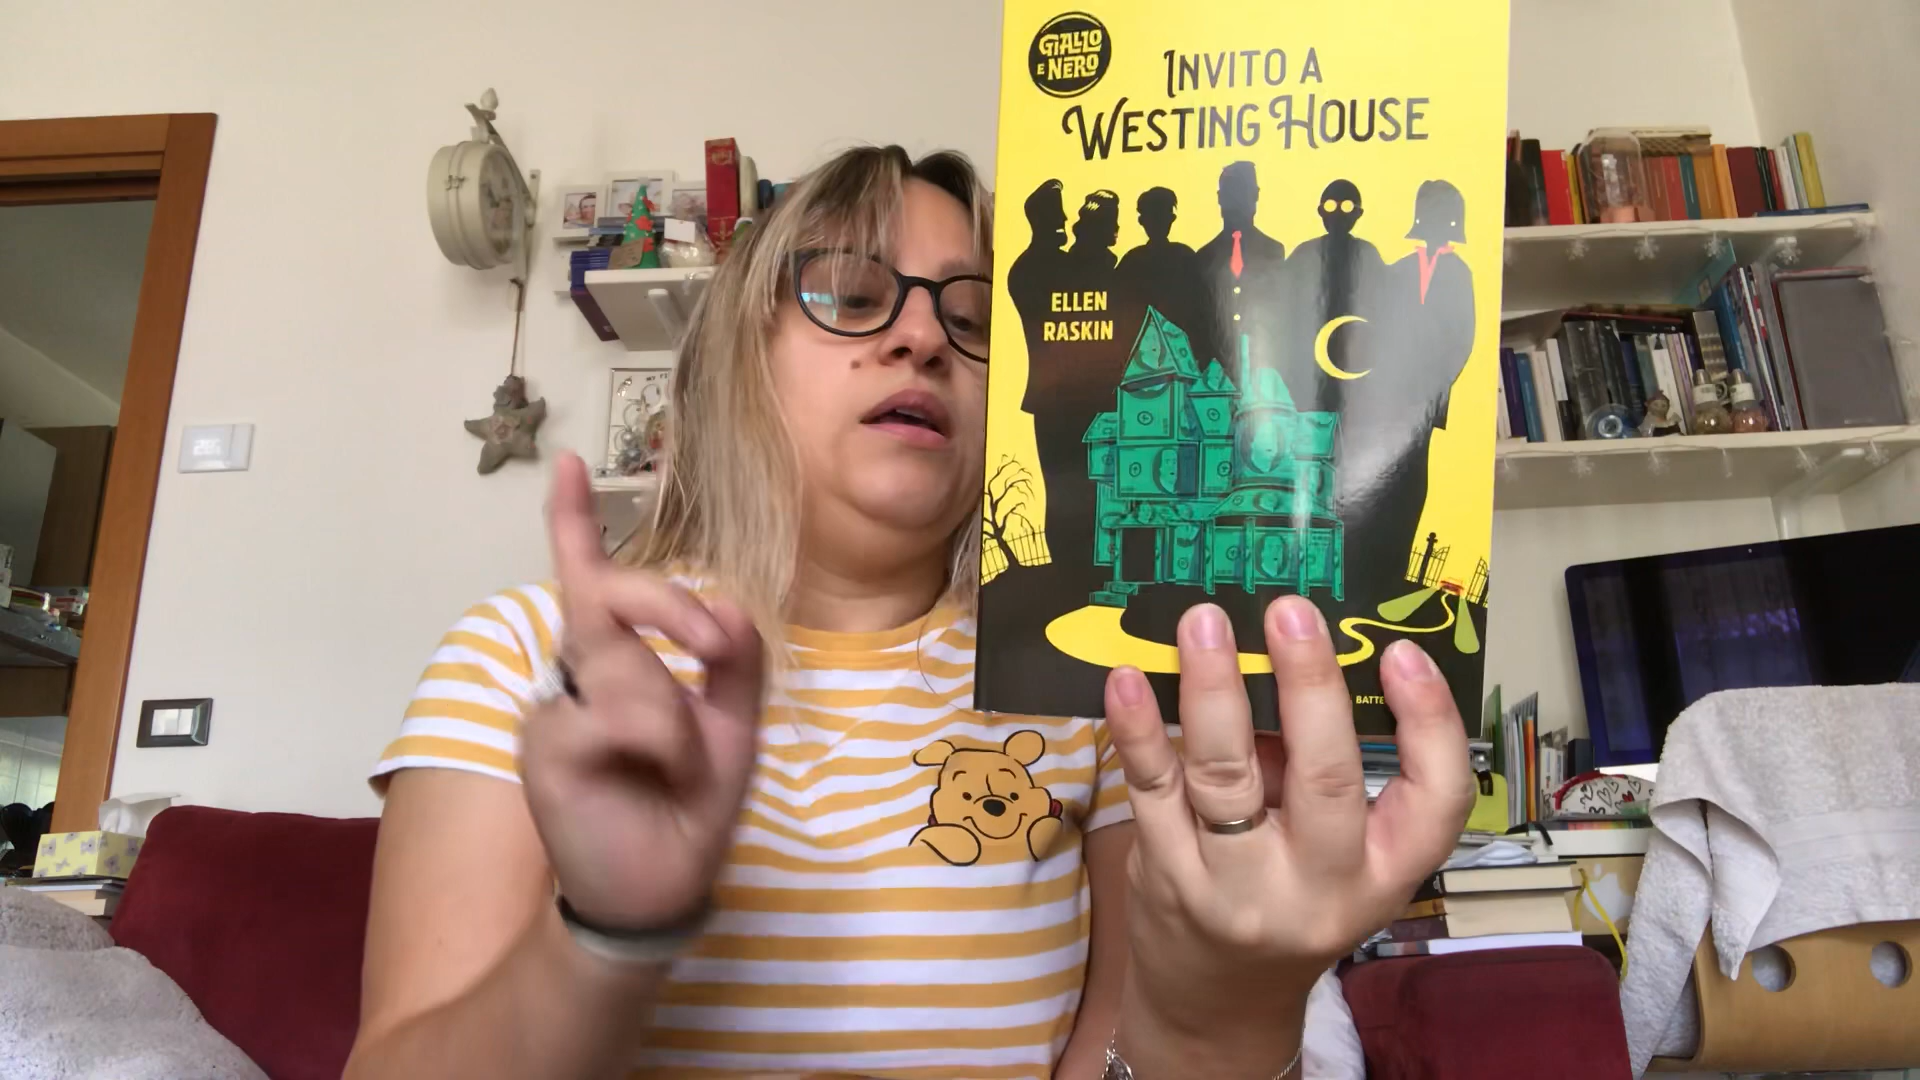 GIALLO
E NERO
INVITO A
WESTING HOUSE
ELLEN
RASKIN